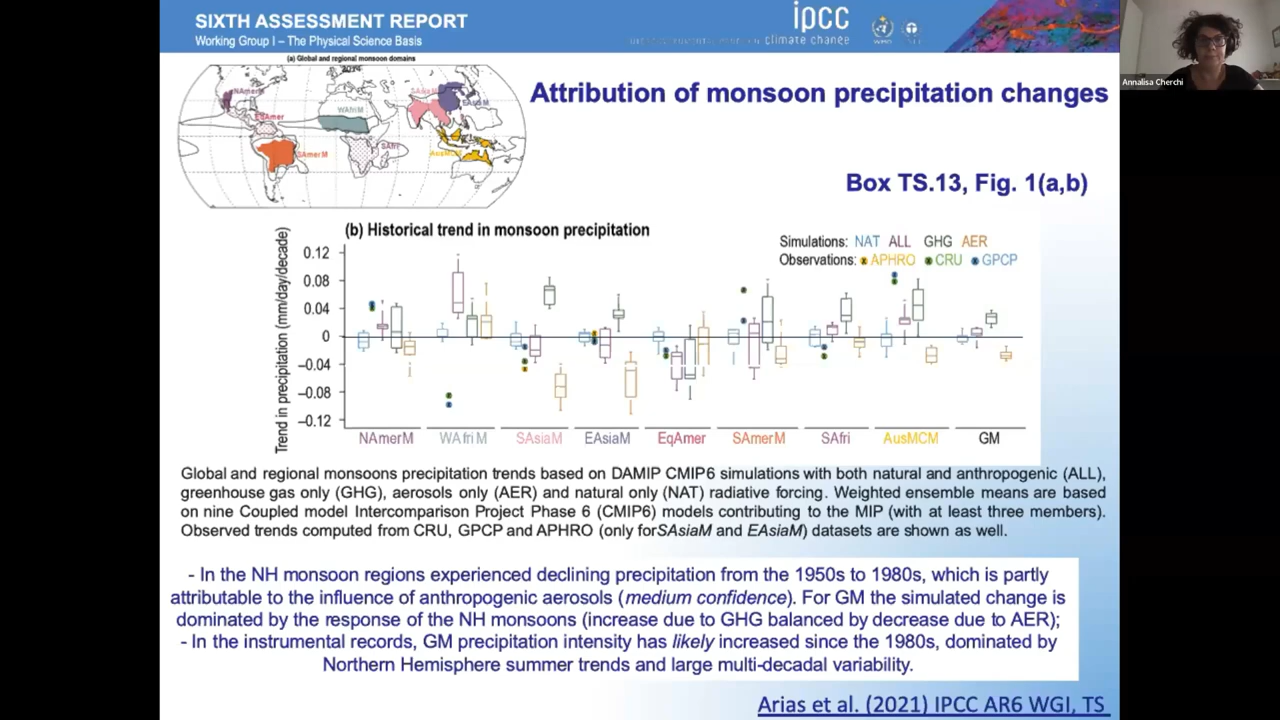 SIXTH ASSESSMENT REPORT
Working Group I – The Physical Science Basis
ipcc
climate change
Annalisa Cherchi
(a) Global and regional monsoon domains
NAmerM
EqAmer
SAmerM
WAfriM
SAfri
SAsiaM
EAsiaM
Attribution of monsoon precipitation changes
Box TS.13, Fig. 1(a,b)
(b) Historical trend in monsoon precipitation
Simulations: NAT ALL GHG AER
Observations: x APHRO x CRU x GPCP
Trend in precipitation (mm/day/decade)
0.12
0.08
0.04
0
–0.04
–0.08
–0.12
NAmerM WAfriM SAsiaM EAsiaM EqAmer SAmerM SAfri AusMCM GM
Global and regional monsoons precipitation trends based on DAMIP CMIP6 simulations with both natural and anthropogenic (ALL),
greenhouse gas only (GHG), aerosols only (AER) and natural only (NAT) radiative forcing. Weighted ensemble means are based
on nine Coupled model Intercomparison Project Phase 6 (CMIP6) models contributing to the MIP (with at least three members).
Observed trends computed from CRU, GPCP and APHRO (only forSAsiaM and EAsiaM) datasets are shown as well.
- In the NH monsoon regions experienced declining precipitation from the 1950s to 1980s, which is partly
attributable to the influence of anthropogenic aerosols (medium confidence). For GM the simulated change is
dominated by the response of the NH monsoons (increase due to GHG balanced by decrease due to AER);
- In the instrumental records, GM precipitation intensity has likely increased since the 1980s, dominated by
Northern Hemisphere summer trends and large multi-decadal variability.
Arias et al. (2021) IPCC AR6 WGI, TS